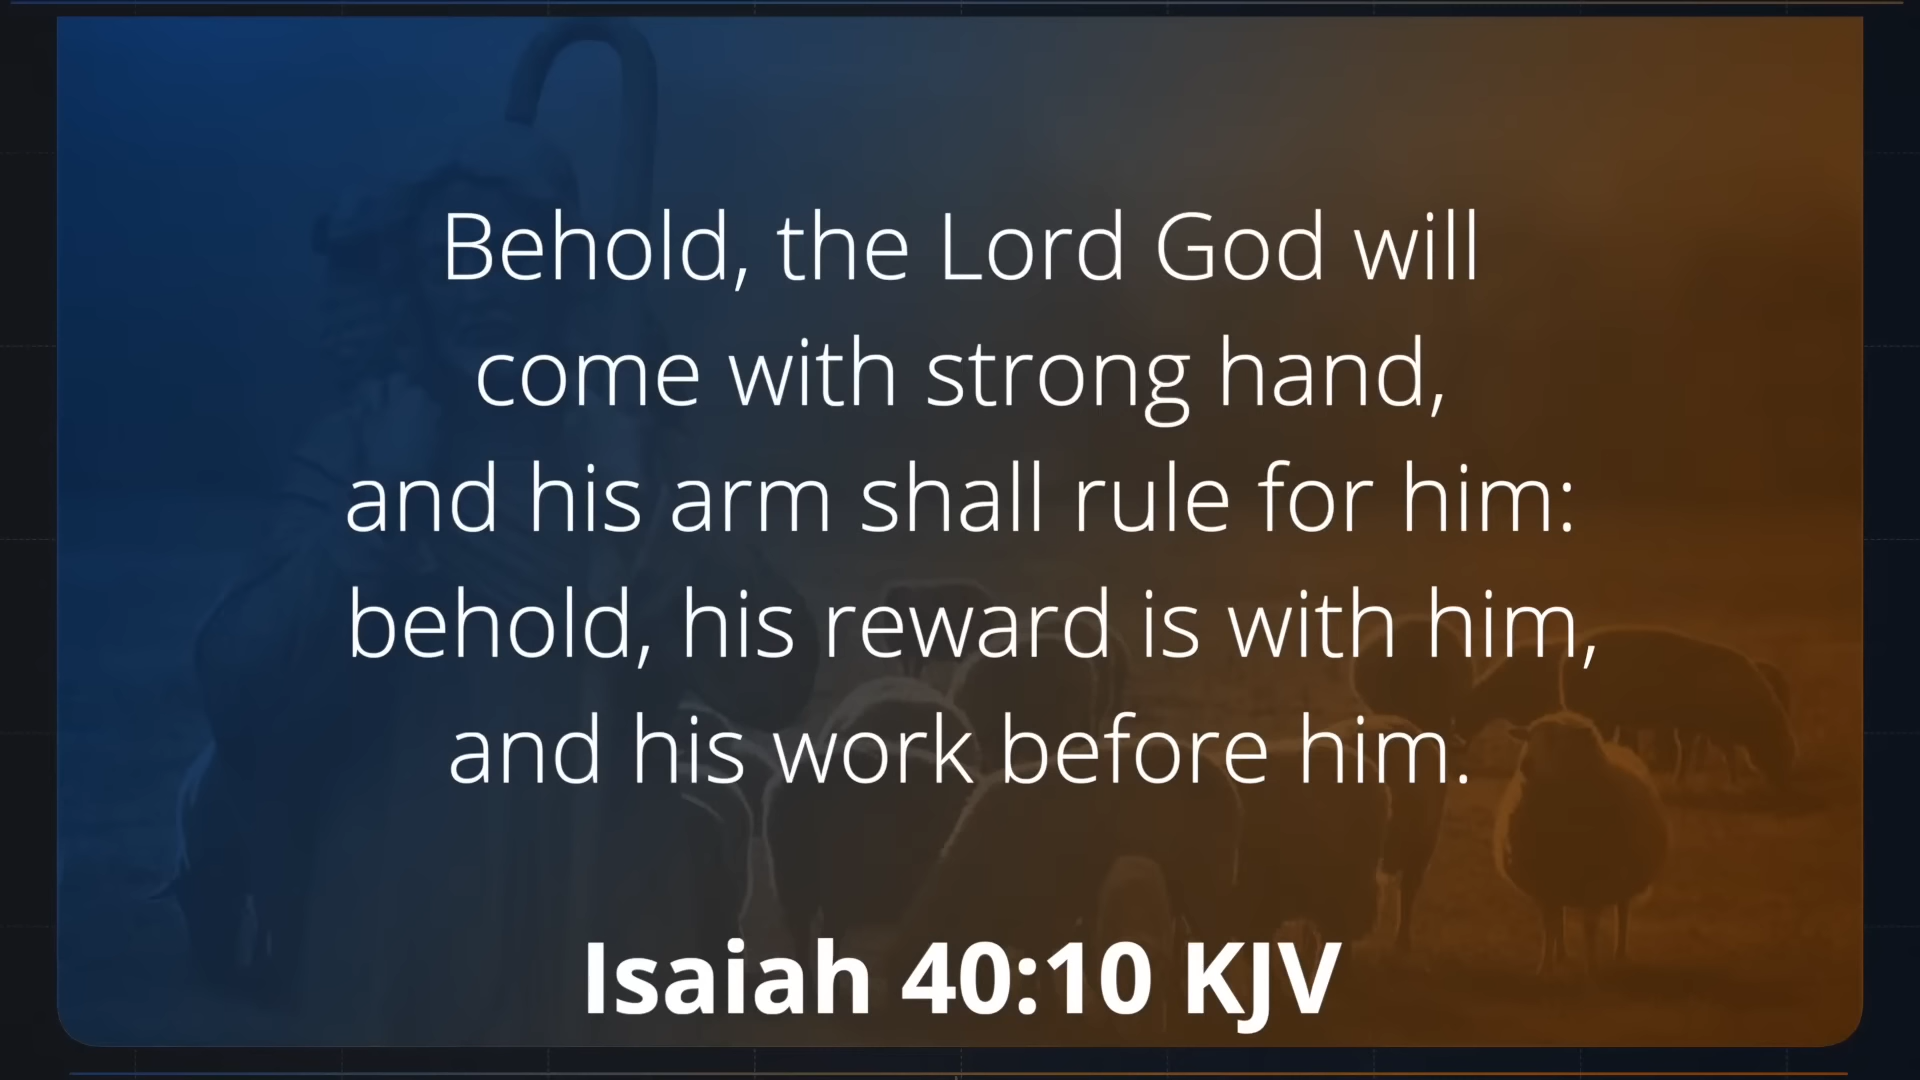 Behold, the Lord God will
come with strong hand,
and his arm shall rule for him:
behold, his reward is with him,
and his work before him.
Isaiah 40:10 KJV